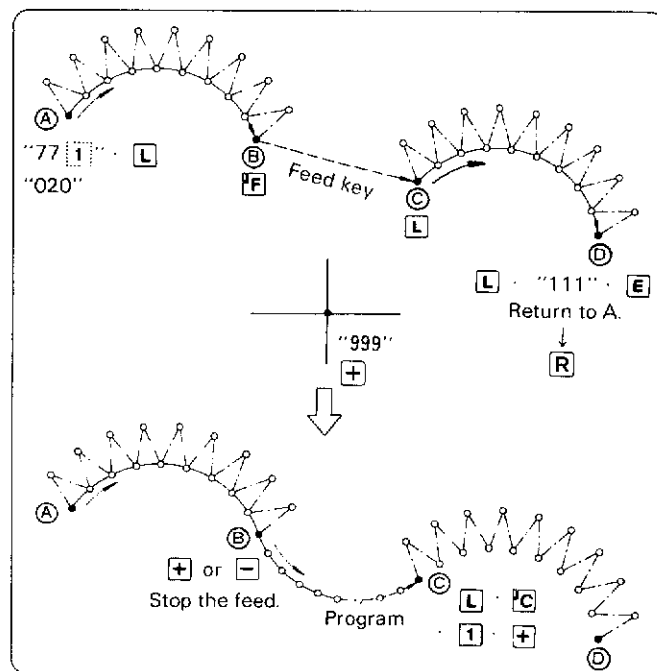 A
"77 1" · L
"020"
B
F
Feed key
C
L
D
L · "111" · E
Return to A.
R
"999"
+
A
B
+ or -
Stop the feed.
Program
C
L · C
· 1 · +
D